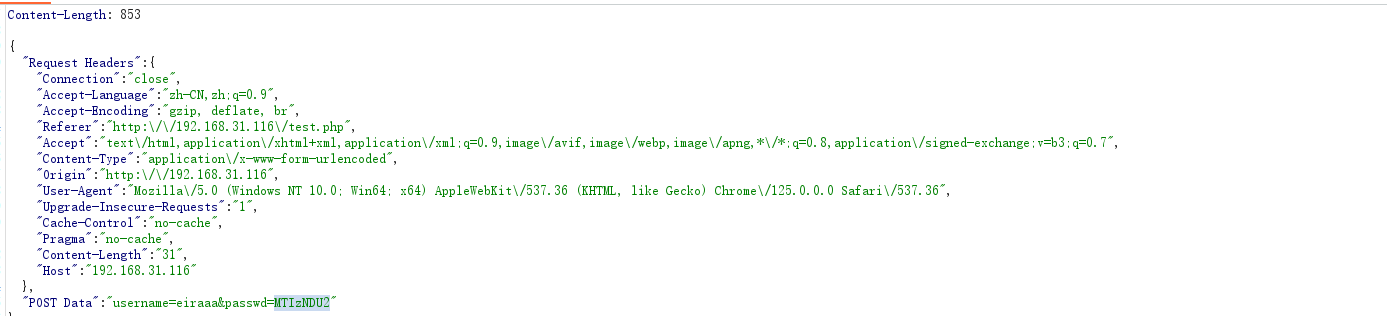 Content-Length: 853
{
"Request Headers":{
"Connection":"close",
"Accept-Language":"zh-CN,zh;q=0.9",
"Accept-Encoding":"gzip, deflate, br",
"Referer":"http:\/\/192.168.31.116\/test.php",
"Accept":"text\/html,application\/xhtml+xml,application\/xml;q=0.9,image\/avif,image\/webp,image\/apng,*\/*;q=0.8,application\/signed-exchange;v=b3;q=0.7",
"Content-Type":"application\/x-www-form-urlencoded",
"Origin":"http:\/\/192.168.31.116",
"User-Agent":"Mozilla\/5.0 (Windows NT 10.0; Win64; x64) AppleWebKit\/537.36 (KHTML, like Gecko) Chrome\/125.0.0.0 Safari\/537.36",
"Upgrade-Insecure-Requests":"1",
"Cache-Control":"no-cache",
"Pragma":"no-cache",
"Content-Length":"31",
"Host":"192.168.31.116"
},
"POST Data":"username=eiraaa&passwd=MTIzNDU2"